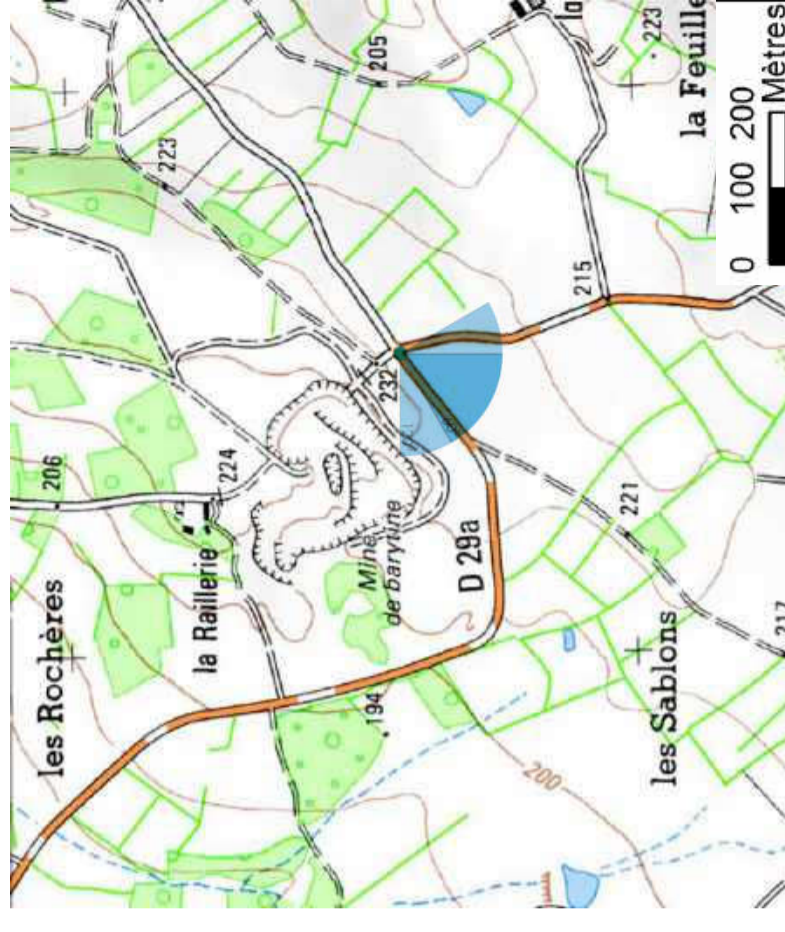 205
la
223
la Feuille
0 100 200
Mètres
223
215
232
206
224
la Raillerie
Mine
de barytine
D 29a
221
les Rochères
194
les Sablons
217
200